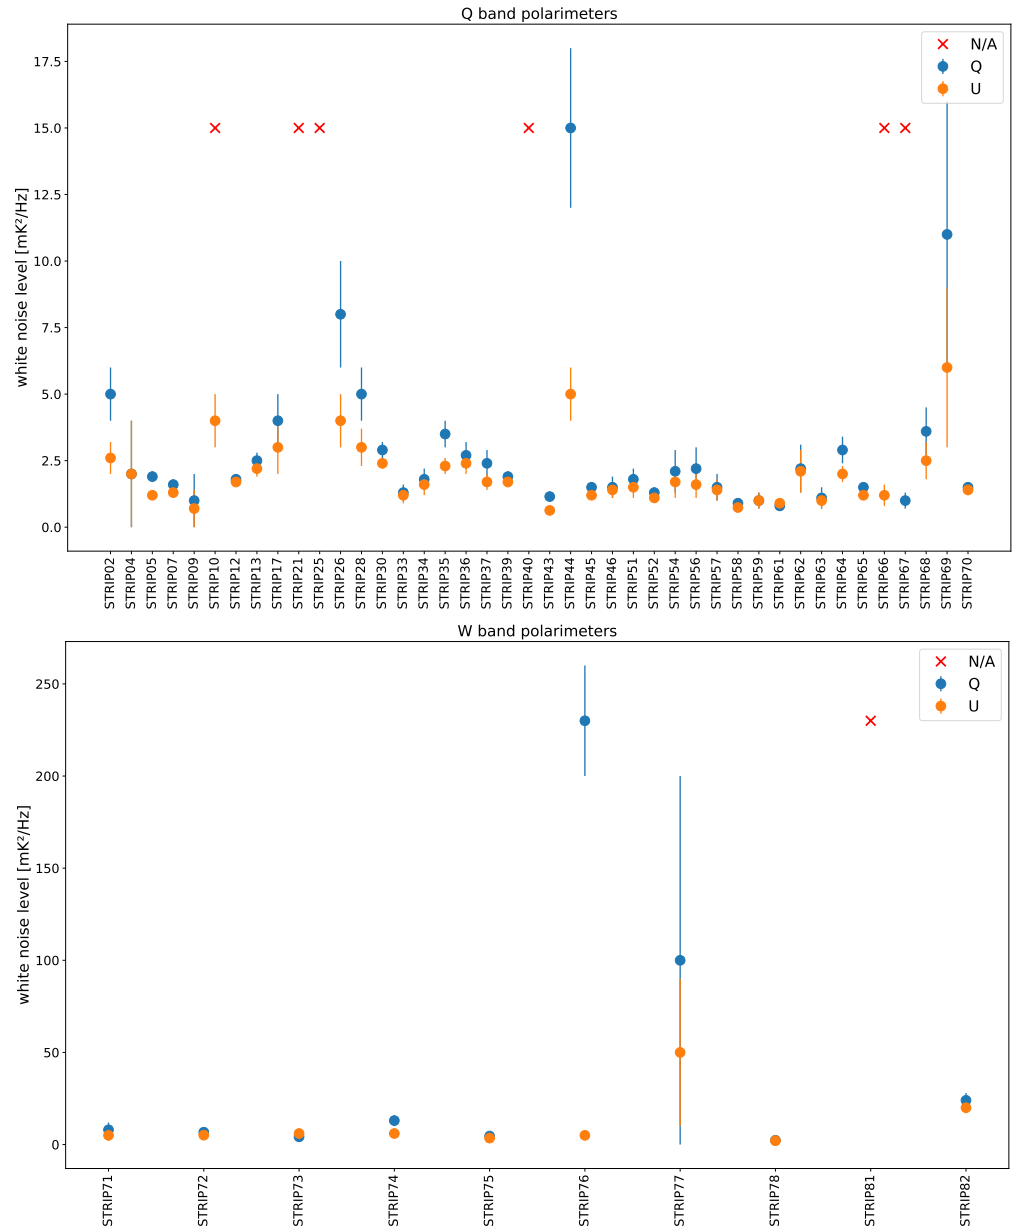 Q band polarimeters
N/A
Q
U
white noise level [mK²/Hz]
17.5
15.0
12.5
10.0
7.5
5.0
2.5
0.0
STRIP02
STRIP04
STRIP05
STRIP07
STRIP09
STRIP10
STRIP12
STRIP13
STRIP17
STRIP21
STRIP25
STRIP26
STRIP28
STRIP30
STRIP33
STRIP34
STRIP35
STRIP36
STRIP37
STRIP39
STRIP40
STRIP43
STRIP44
STRIP45
STRIP46
STRIP51
STRIP52
STRIP54
STRIP56
STRIP57
STRIP58
STRIP59
STRIP61
STRIP62
STRIP63
STRIP64
STRIP65
STRIP66
STRIP67
STRIP68
STRIP69
STRIP70
W band polarimeters
N/A
Q
U
white noise level [mK²/Hz]
250
200
150
100
50
0
STRIP71
STRIP72
STRIP73
STRIP74
STRIP75
STRIP76
STRIP77
STRIP78
STRIP81
STRIP82